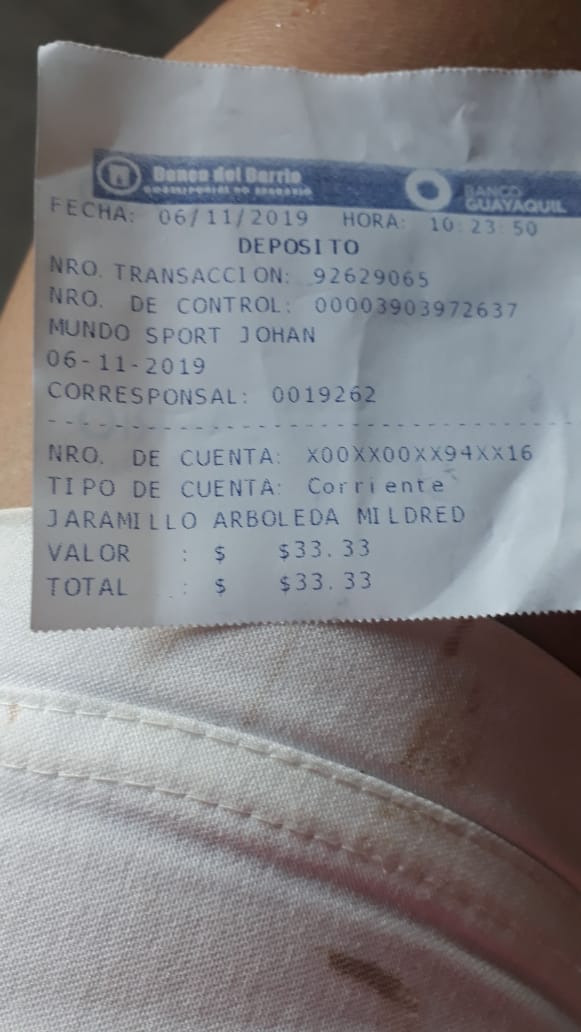 Banco del Barrio
CORRESPONSAL NO BANCARIO
BANCO
GUAYAQUIL
FECHA: 06/11/2019 HORA: 10:23:50
DEPOSITO
NRO. TRANSACCION: 92629065
NRO. DE CONTROL: 00003903972637
MUNDO SPORT JOHAN
06-11-2019
CORRESPONSAL: 0019262
--------------------------------
NRO. DE CUENTA: X00XX00XX94XX16
TIPO DE CUENTA: Corriente
JARAMILLO ARBOLEDA MILDRED
VALOR : $ $33.33
TOTAL : $ $33.33